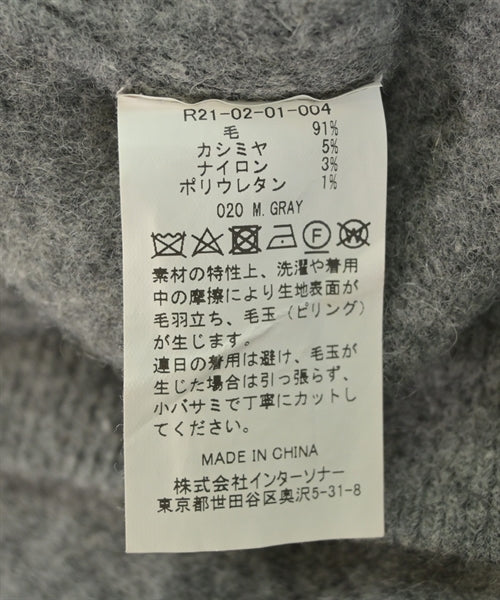 R21-02-01-004
毛 91%
カシミヤ 5%
ナイロン 3%
ポリウレタン 1%
020 M. GRAY
F W
素材の特性上、洗濯や着用
中の摩擦により生地表面が
毛羽立ち、毛玉(ピリング)
が生じます。
連日の着用は避け、毛玉が
生じた場合は引っ張らず、
小バサミで丁寧にカットし
てください。
MADE IN CHINA
株式会社インターソナー
東京都世田谷区奥沢5-31-8